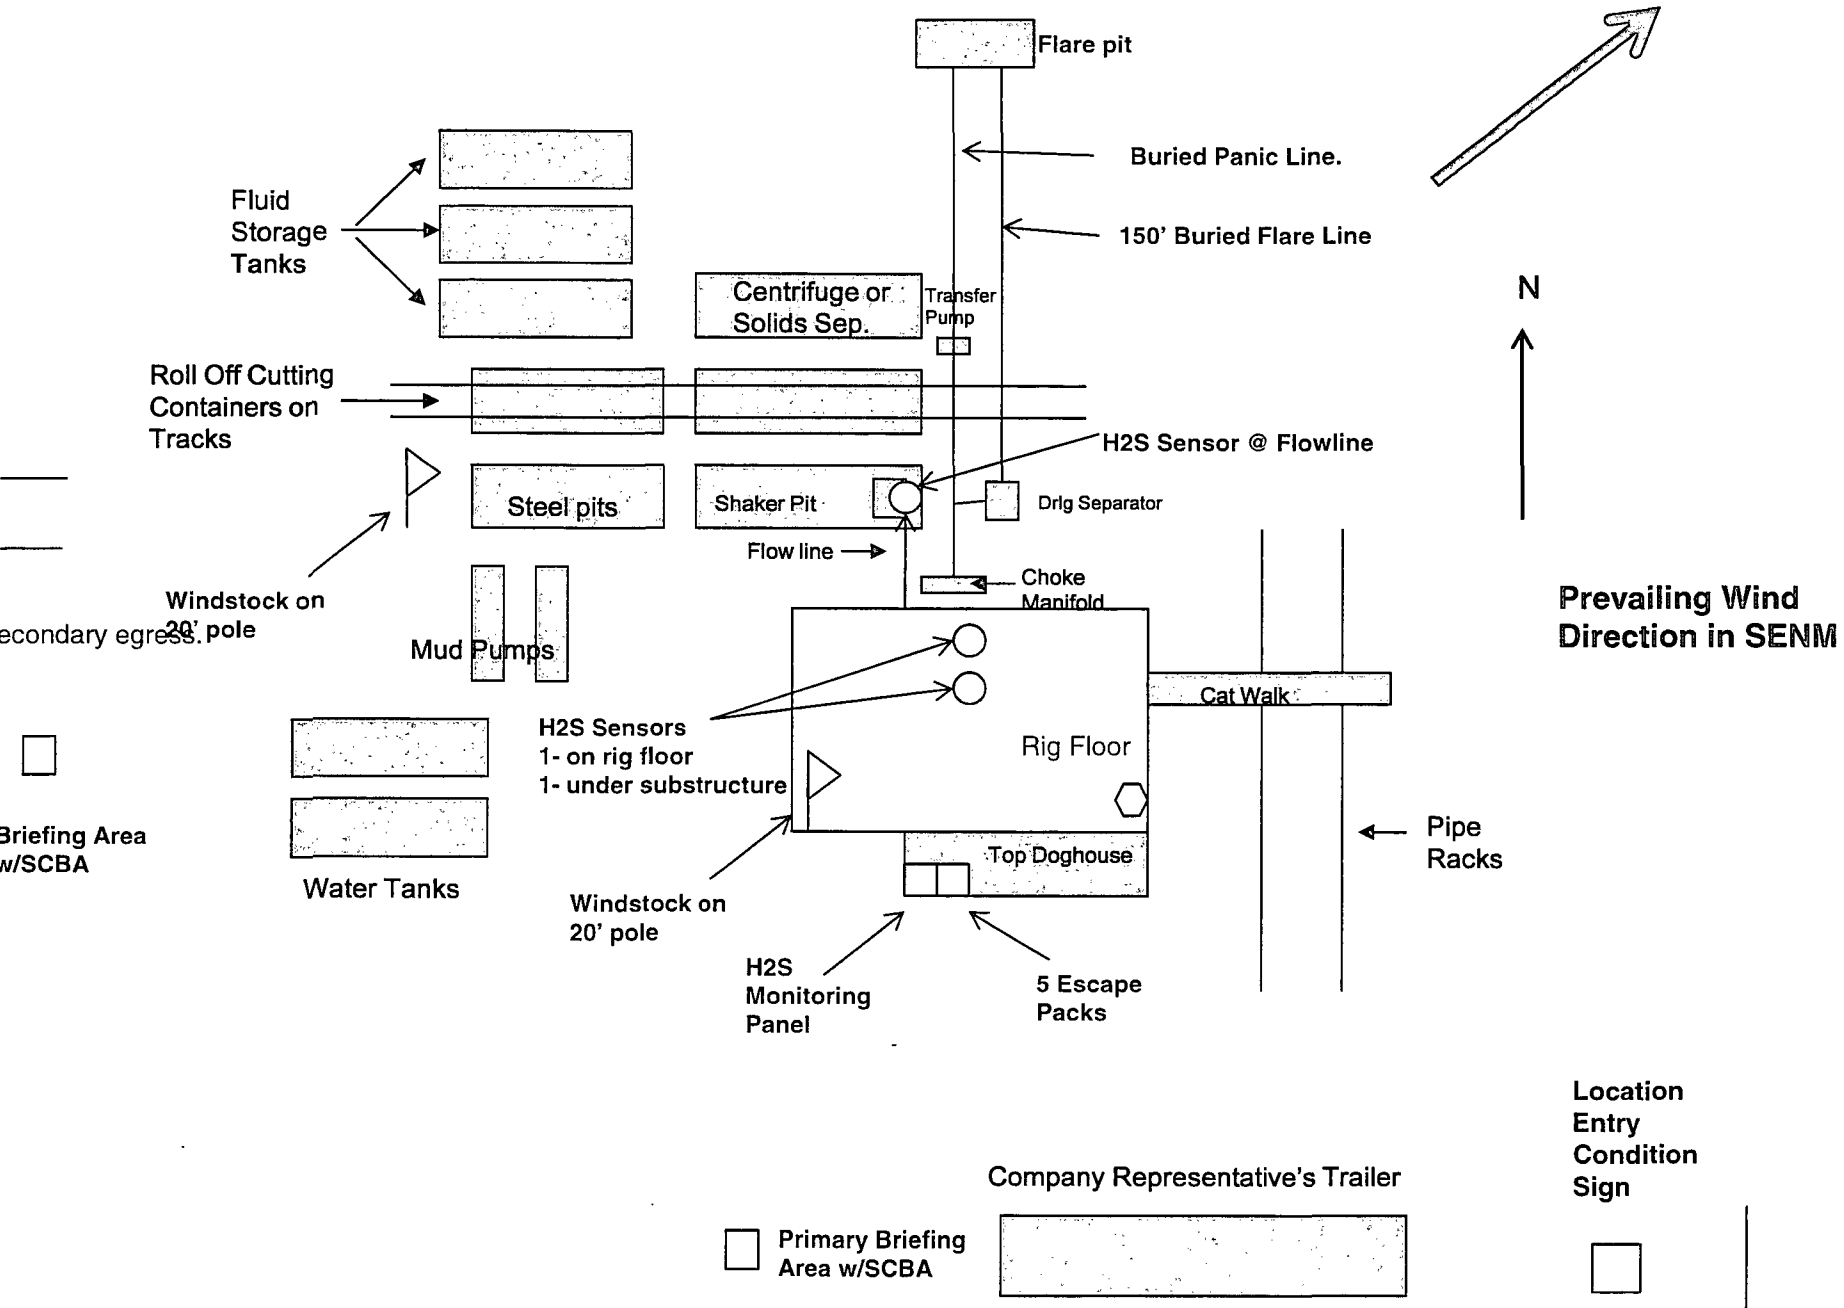 Flare pit
Buried Panic Line.
150' Buried Flare Line
Fluid
Storage
Tanks
Centrifuge or
Solids Sep.
Transfer
Pump
N
Roll Off Cutting
Containers on
Tracks
H2S Sensor @ Flowline
Steel pits
Shaker Pit
Drlg Separator
Flow line
Choke
Manifold
Windstock on
20' pole
econdary egress.
Prevailing Wind
Direction in SENM
Mud Pumps
Cat Walk
H2S Sensors
1- on rig floor
1- under substructure
Rig Floor
Briefing Area
w/SCBA
Water Tanks
Pipe
Racks
Top Doghouse
Windstock on
20' pole
H2S
Monitoring
Panel
5 Escape
Packs
Location
Entry
Condition
Sign
Company Representative's Trailer
Primary Briefing
Area w/SCBA